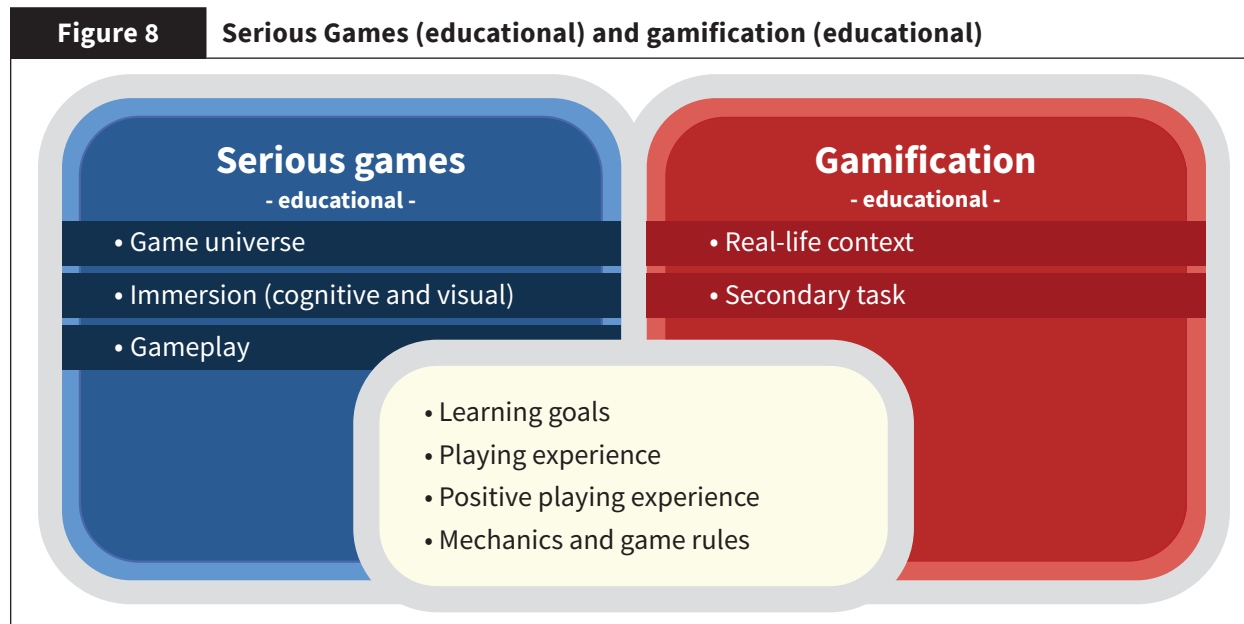 Figure 8 Serious Games (educational) and gamification (educational)
Serious games
- educational -
• Game universe
• Immersion (cognitive and visual)
• Gameplay
Gamification
- educational -
• Real-life context
• Secondary task
• Learning goals
• Playing experience
• Positive playing experience
• Mechanics and game rules